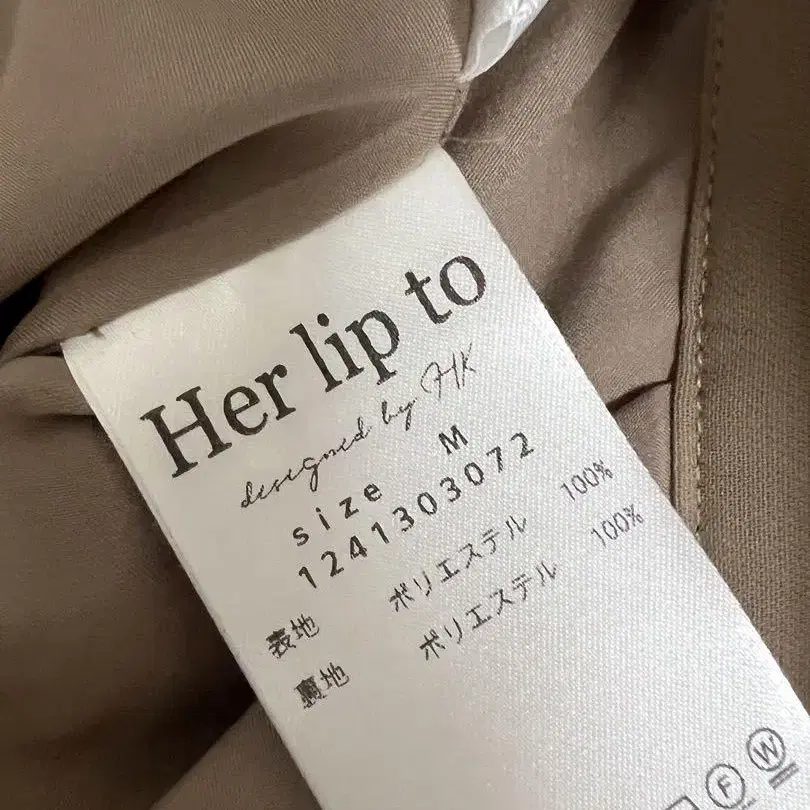 Her lip to
designed by HK
size M
1241303072
表地 ポリエステル 100%
裏地 ポリエステル 100%
F W